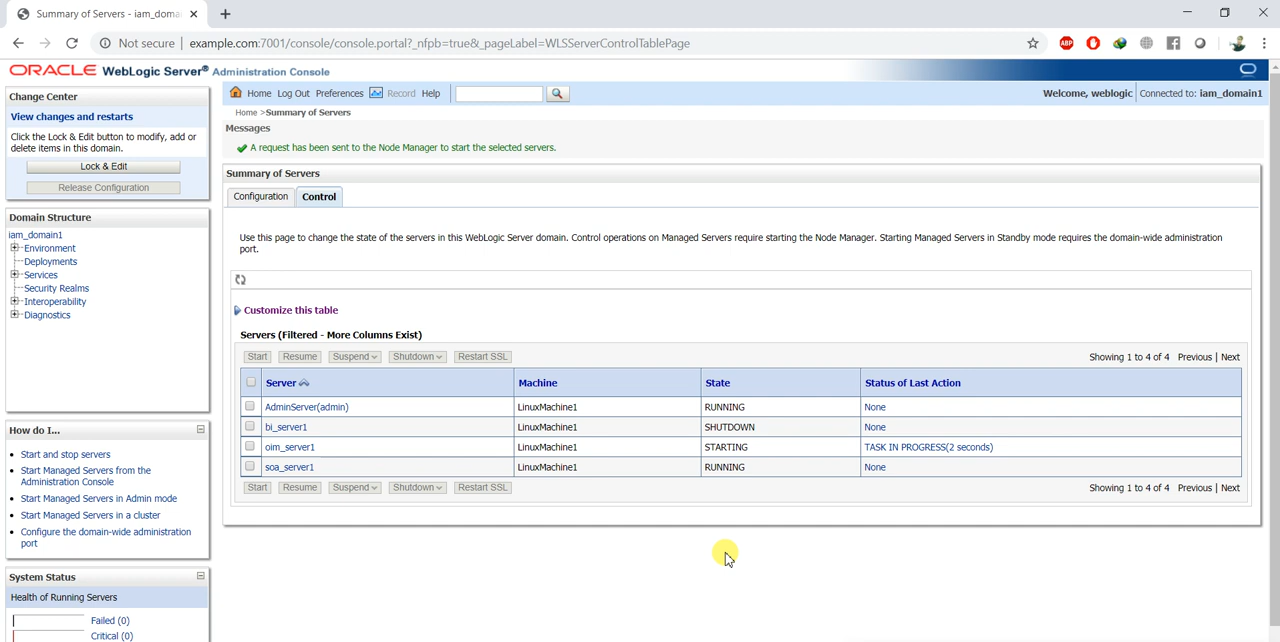 Summary of Servers - iam_doma
Not secure | example.com:7001/console/console.portal?_nfpb=true&_pageLabel=WLSServerControlTablePage
ABP
ORACLE WebLogic Server® Administration Console
Change Center
View changes and restarts
Click the Lock & Edit button to modify, add or
delete items in this domain.
Lock & Edit
Release Configuration
Domain Structure
iam_domain1
Environment
Deployments
Services
Security Realms
Interoperability
Diagnostics
How do I...
Start and stop servers
Start Managed Servers from the
Administration Console
Start Managed Servers in Admin mode
Start Managed Servers in a cluster
Configure the domain-wide administration
port
System Status
Health of Running Servers
Failed (0)
Critical (0)
Home Log Out Preferences Record Help
Welcome, weblogic Connected to: iam_domain1
Home >Summary of Servers
Messages
A request has been sent to the Node Manager to start the selected servers.
Summary of Servers
Configuration Control
Use this page to change the state of the servers in this WebLogic Server domain. Control operations on Managed Servers require starting the Node Manager. Starting Managed Servers in Standby mode requires the domain-wide administration
port.
Customize this table
Servers (Filtered - More Columns Exist)
Start Resume Suspend Shutdown Restart SSL Showing 1 to 4 of 4 Previous | Next
Server Machine State Status of Last Action
AdminServer(admin) LinuxMachine1 RUNNING None
bi_server1 LinuxMachine1 SHUTDOWN None
oim_server1 LinuxMachine1 STARTING TASK IN PROGRESS(2 seconds)
soa_server1 LinuxMachine1 RUNNING None
Start Resume Suspend Shutdown Restart SSL Showing 1 to 4 of 4 Previous | Next